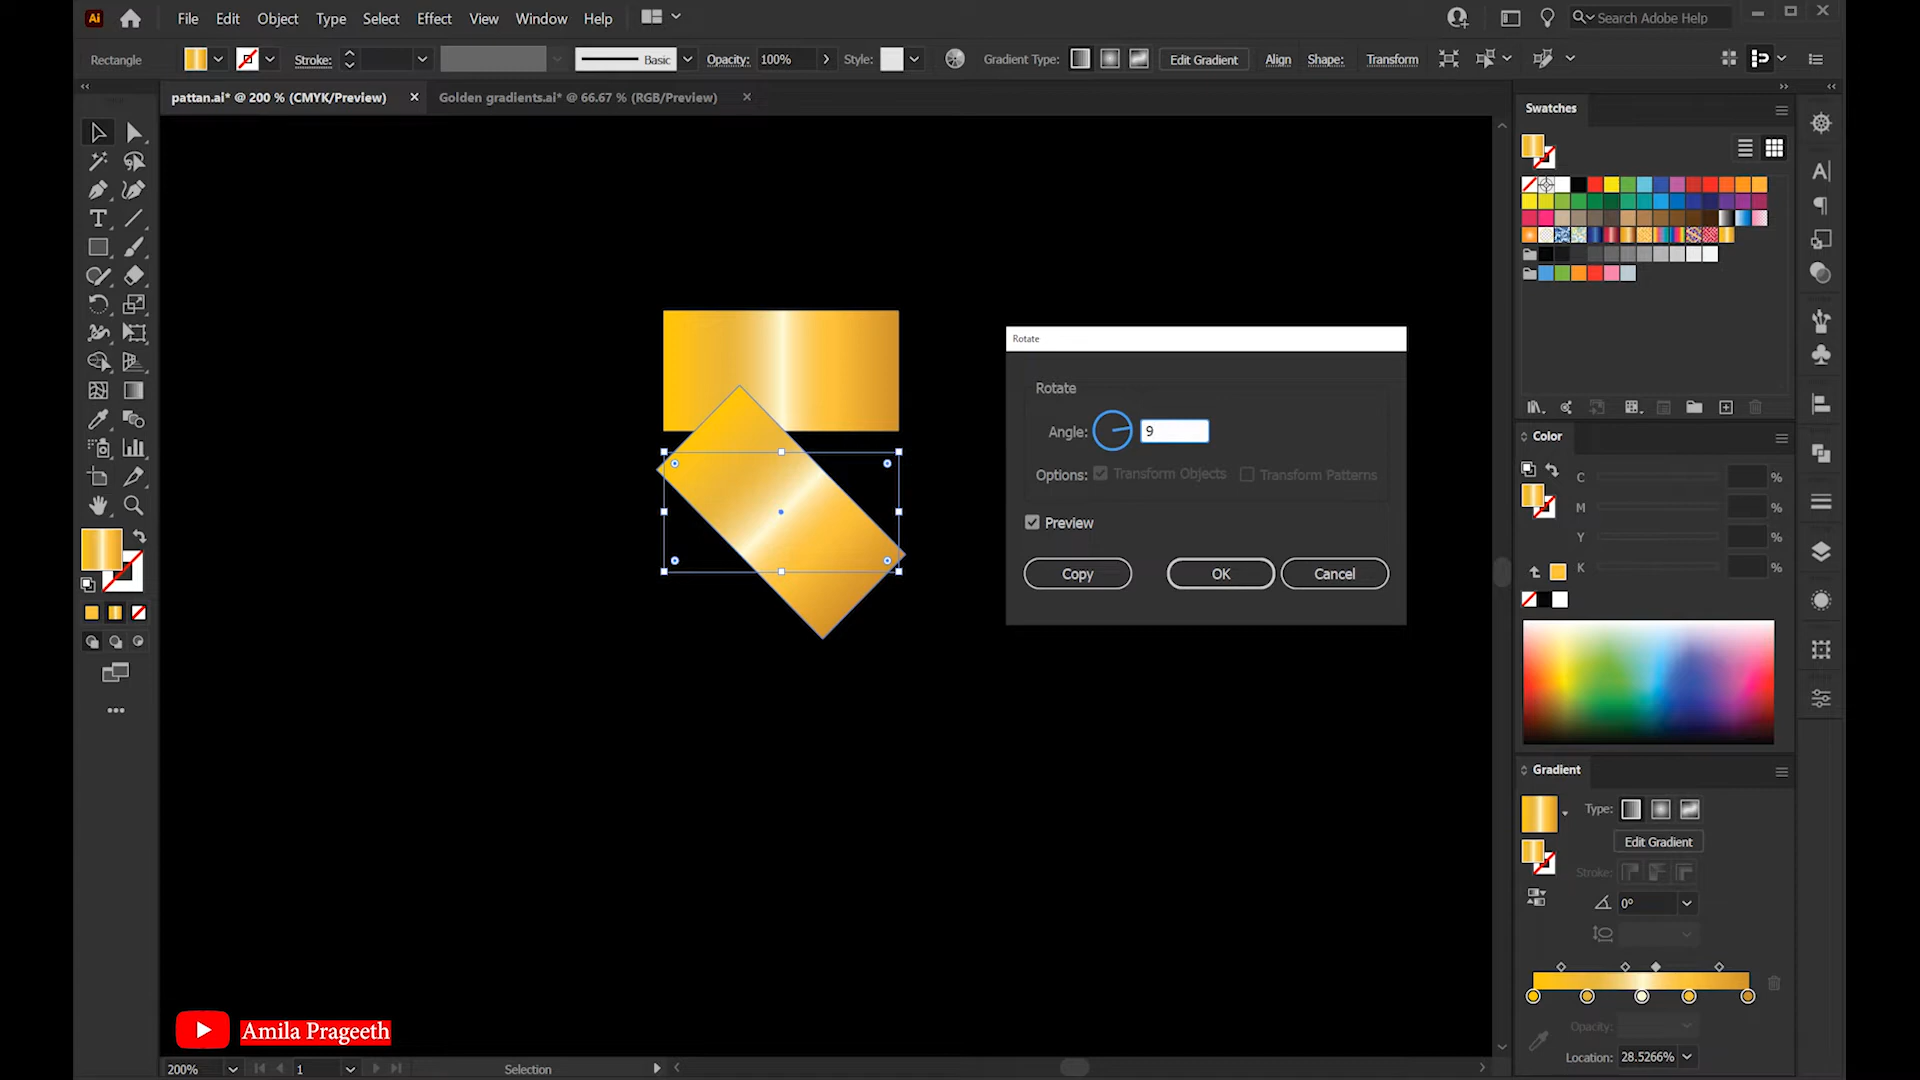 Ai File Edit Object Type Select Effect View Window Help Search Adobe Help
Rectangle Stroke: Basic Opacity: 100% Style: Gradient Type: Edit Gradient Align Shape: Transform
pattan.ai* @ 200 % (CMYK/Preview) Golden gradients.ai* @ 66.67 % (RGB/Preview)
Swatches
Rotate
Rotate
Angle: 9
Options: Transform Objects Transform Patterns
Preview
Copy OK Cancel
Color
C %
M %
Y %
K %
Gradient
Type:
Edit Gradient
Stroke:
0°
Opacity:
Location: 28.5266%
Amila Prageeth
200% 1 Selection